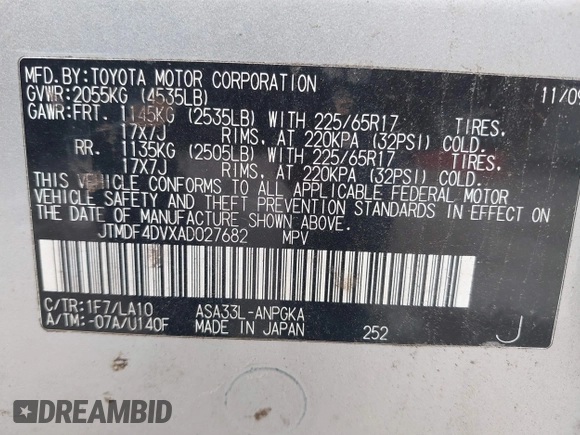 MFD.BY:TOYOTA MOTOR CORPORATION 11/09
GVWR:2055KG (4535LB)
GAWR:FRT. 1145KG (2535LB) WITH 225/65R17 TIRES.
17X7J RIMS, AT 220KPA (32PSI) COLD.
RR. 1135KG (2505LB) WITH 225/65R17 TIRES,
17X7J RIMS, AT 220KPA (32PSI) COLD.
THIS VEHICLE CONFORMS TO ALL APPLICABLE FEDERAL MOTOR
VEHICLE SAFETY AND THEFT PREVENTION STANDARDS IN EFFECT ON
THE DATE OF MANUFACTURE SHOWN ABOVE.
JTMDF4DVXAD027682 MPV
C/TR:1F7/LA10 ASA33L-ANPGKA
A/TM:-07A/U140F MADE IN JAPAN 252 J
DREAMBID